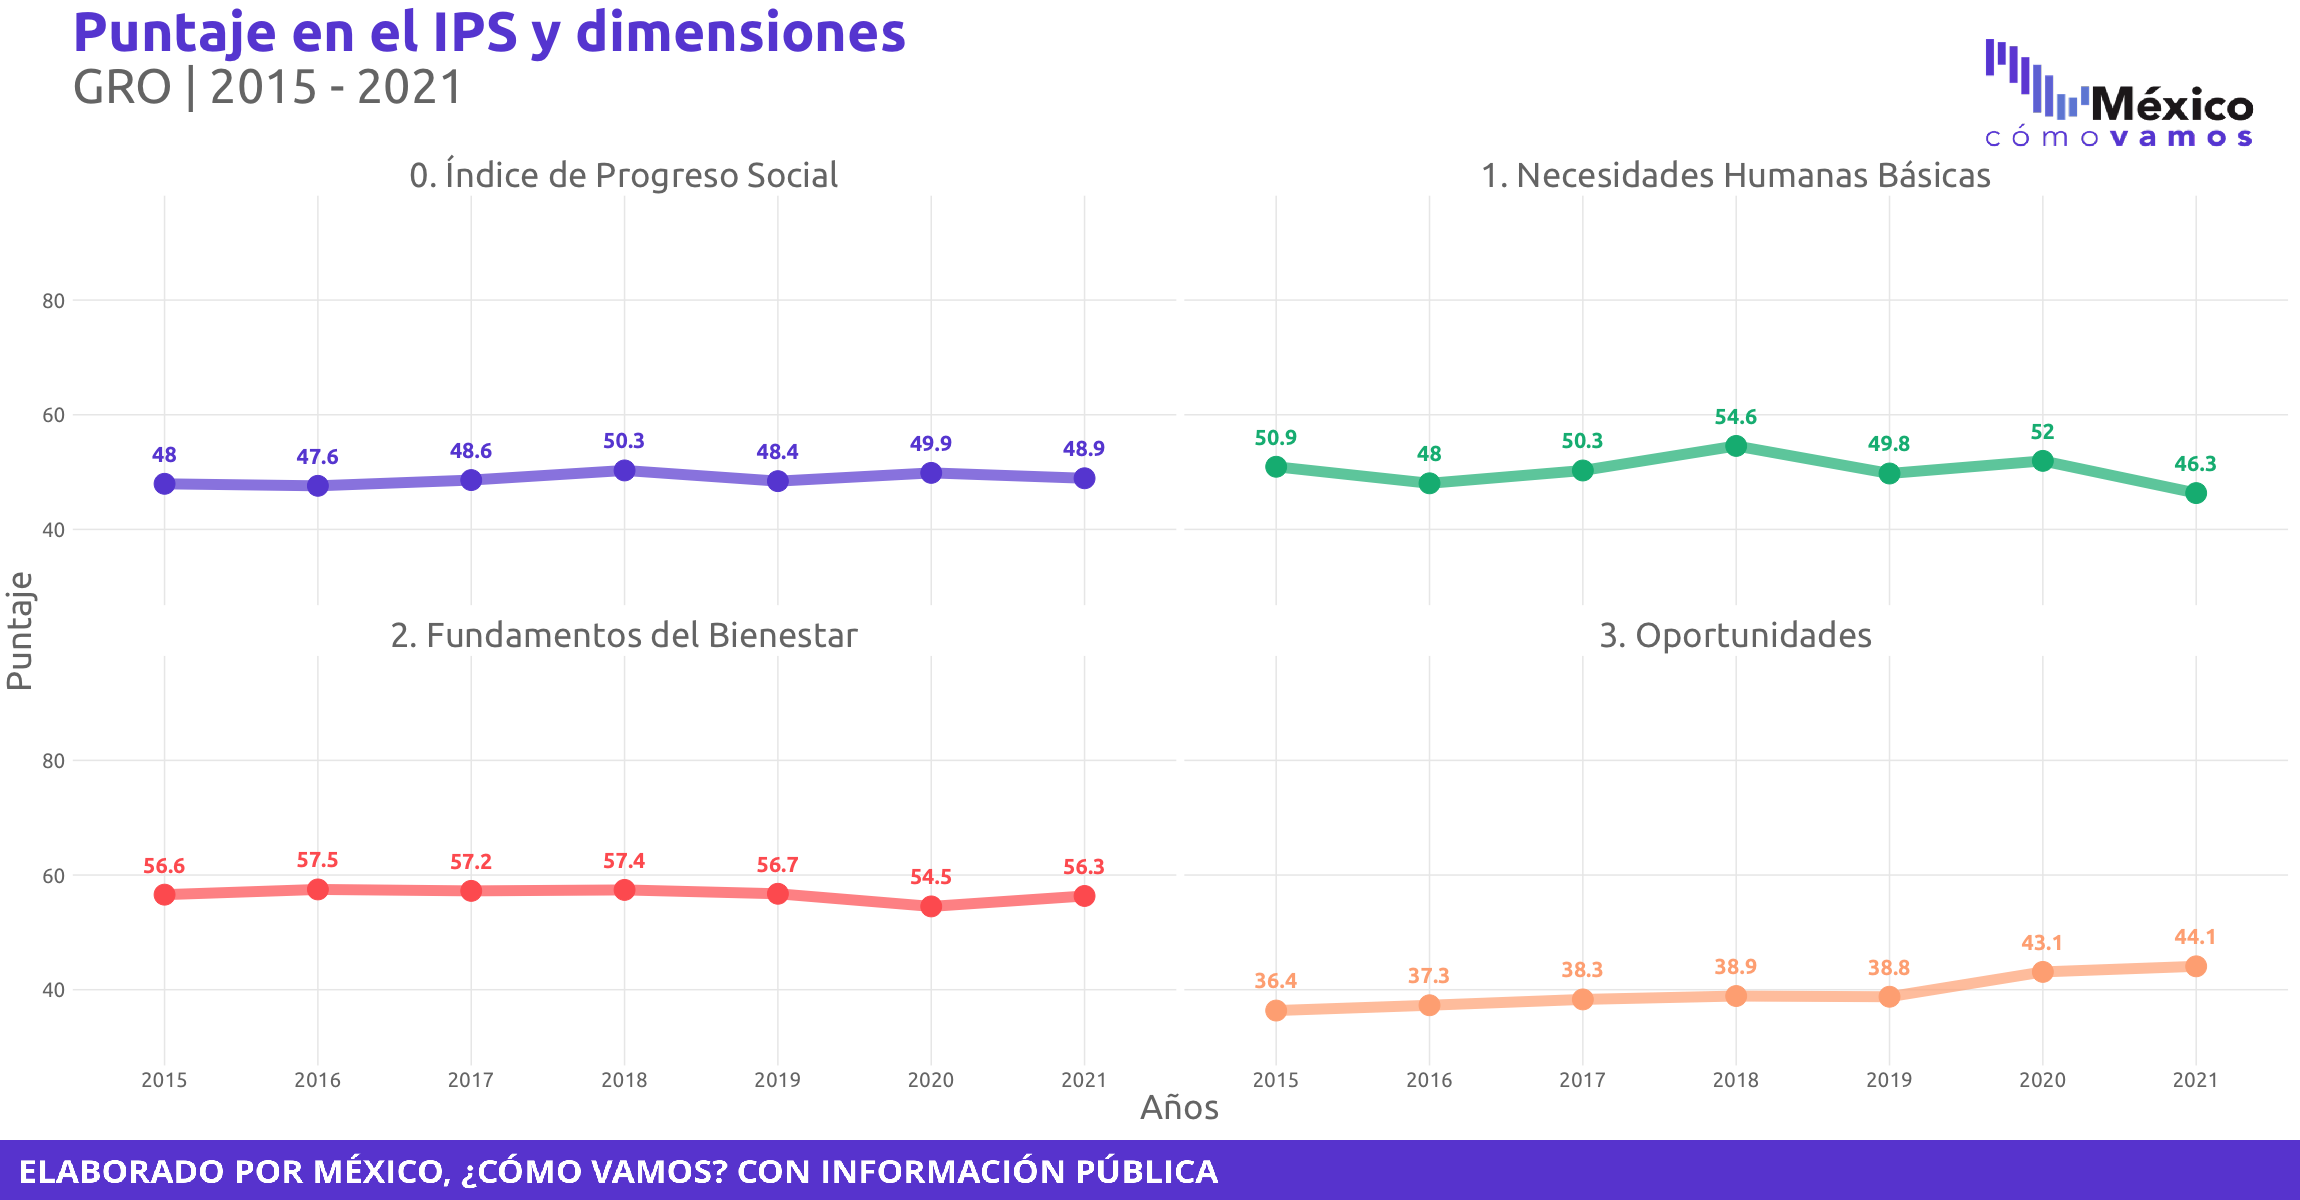 Puntaje en el IPS y dimensiones
GRO | 2015 - 2021
México
cómovamos
0. Índice de Progreso Social
1. Necesidades Humanas Básicas
80
60
40
48
47.6
48.6
50.3
48.4
49.9
48.9
50.9
48
50.3
54.6
49.8
52
46.3
Puntaje
2. Fundamentos del Bienestar
3. Oportunidades
80
60
40
56.6
57.5
57.2
57.4
56.7
54.5
56.3
36.4
37.3
38.3
38.9
38.8
43.1
44.1
2015 2016 2017 2018 2019 2020 2021
2015 2016 2017 2018 2019 2020 2021
Años
ELABORADO POR MÉXICO, ¿CÓMO VAMOS? CON INFORMACIÓN PÚBLICA